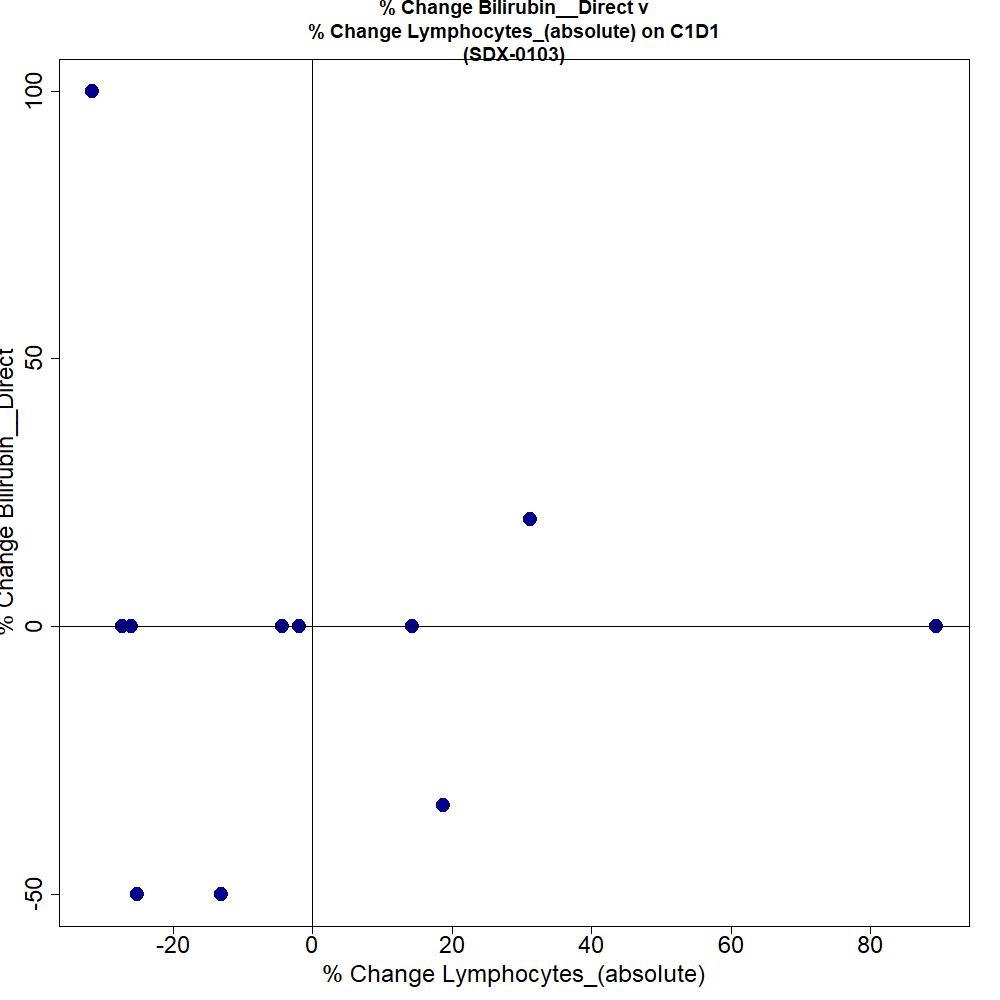 % Change Bilirubin__Direct v
% Change Lymphocytes_(absolute) on C1D1
(SDX-0103)
100
50
0
-50
% Change Bilirubin__Direct
-20 0 20 40 60 80
% Change Lymphocytes_(absolute)